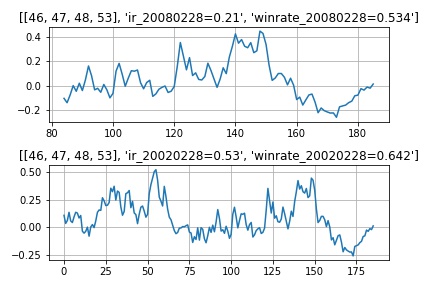 [[46, 47, 48, 53], 'ir_20080228=0.21', 'winrate_20080228=0.534']
0.4
0.2
0.0
−0.2
80 100 120 140 160 180
[[46, 47, 48, 53], 'ir_20020228=0.53', 'winrate_20020228=0.642']
0.50
0.25
0.00
−0.25
0 25 50 75 100 125 150 175